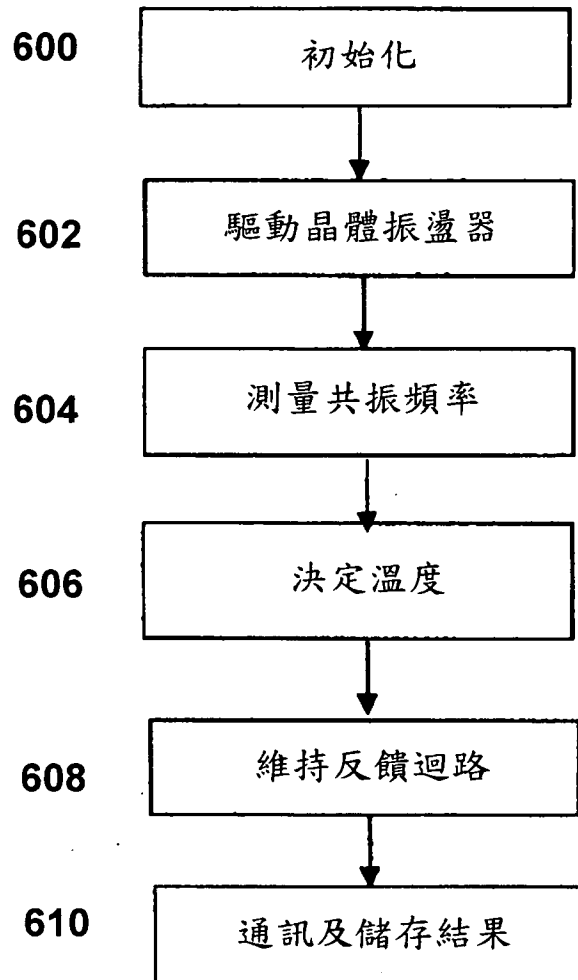 600
初始化
602
驅動晶體振盪器
604
測量共振頻率
606
決定溫度
608
維持反饋迴路
610
通訊及儲存結果